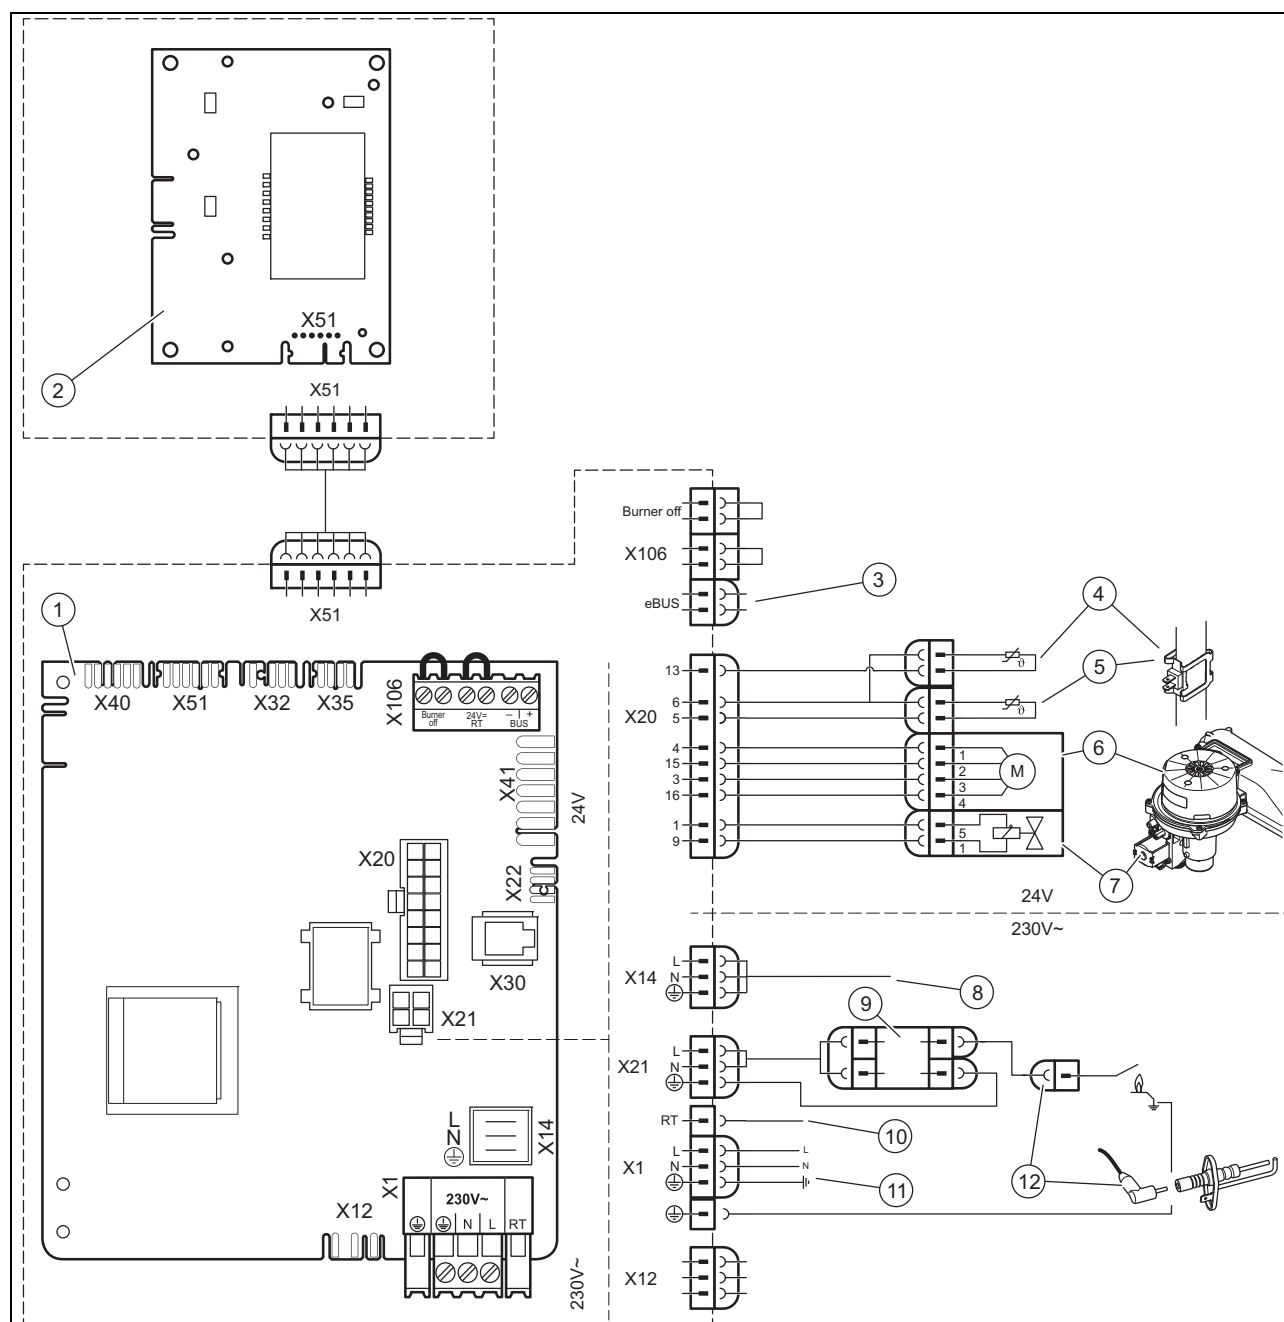 X51
2
X51
X51
1
X40
X51
X32
X35
X106
Burner off
24V= RT
– | + BUS
X41
24V
X20
X22
X30
X21
L
N
X14
X1
230V~
N
L
RT
X12
230V~
Burner off
X106
eBUS
3
4
5
13
6
X20
5
4
15
3
16
1
9
1
2
3
4
M
5
1
6
7
24V
230V~
X14
L
N
8
9
X21
L
N
RT
10
X1
L
N
L
N
11
12
X12
ϑ
ϑ